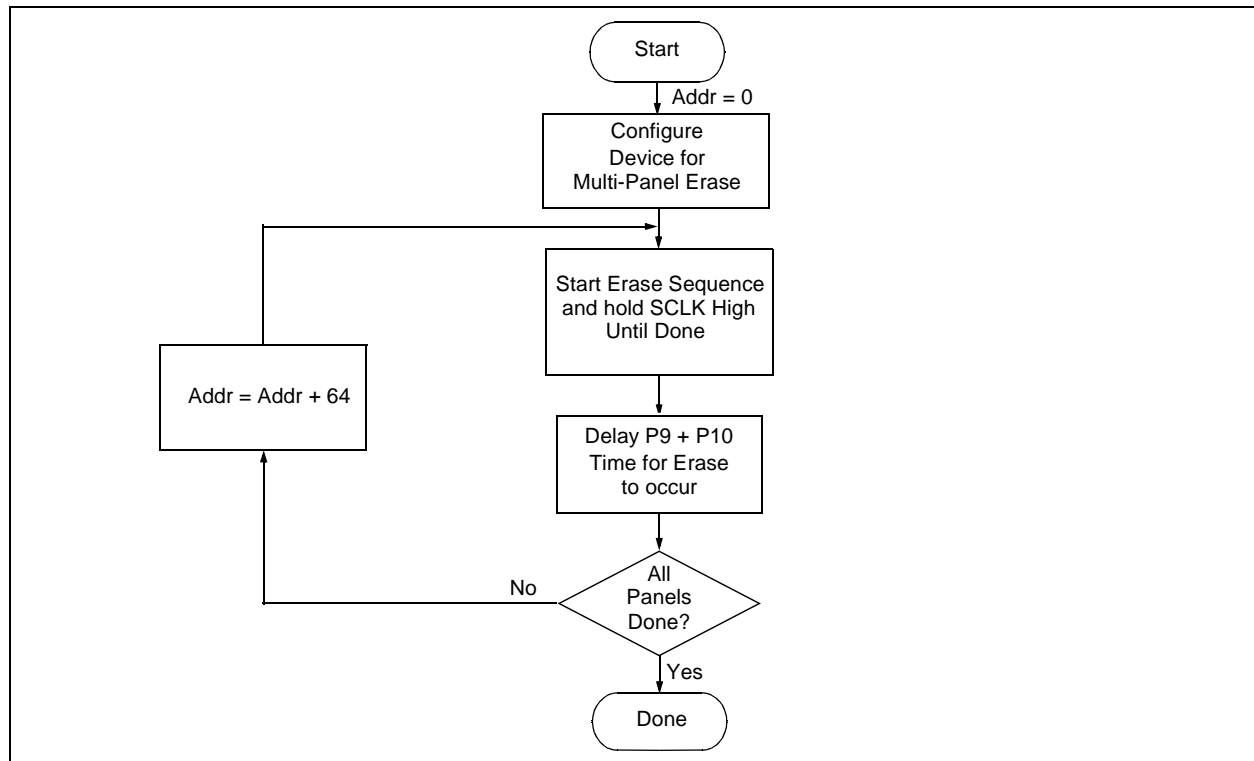 Start
Addr = 0
Configure
Device for
Multi-Panel Erase
Start Erase Sequence
and hold SCLK High
Until Done
Addr = Addr + 64
Delay P9 + P10
Time for Erase
to occur
All
Panels
Done?
No
Yes
Done